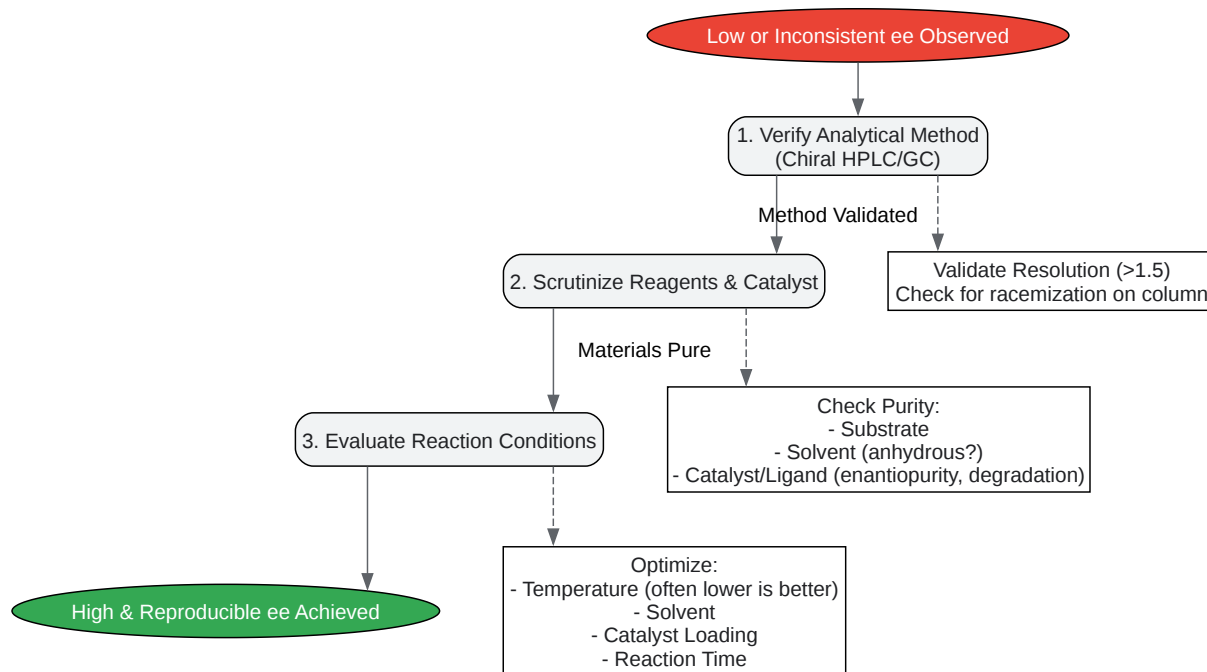 Low or Inconsistent ee Observed
1. Verify Analytical Method
(Chiral HPLC/GC)
Method Validated
Validate Resolution (>1.5)
Check for racemization on column
2. Scrutinize Reagents & Catalyst
Materials Pure
Check Purity:
- Substrate
- Solvent (anhydrous?)
- Catalyst/Ligand (enantiopurity, degradation)
3. Evaluate Reaction Conditions
Optimize:
- Temperature (often lower is better)
- Solvent
- Catalyst Loading
- Reaction Time
High & Reproducible ee Achieved